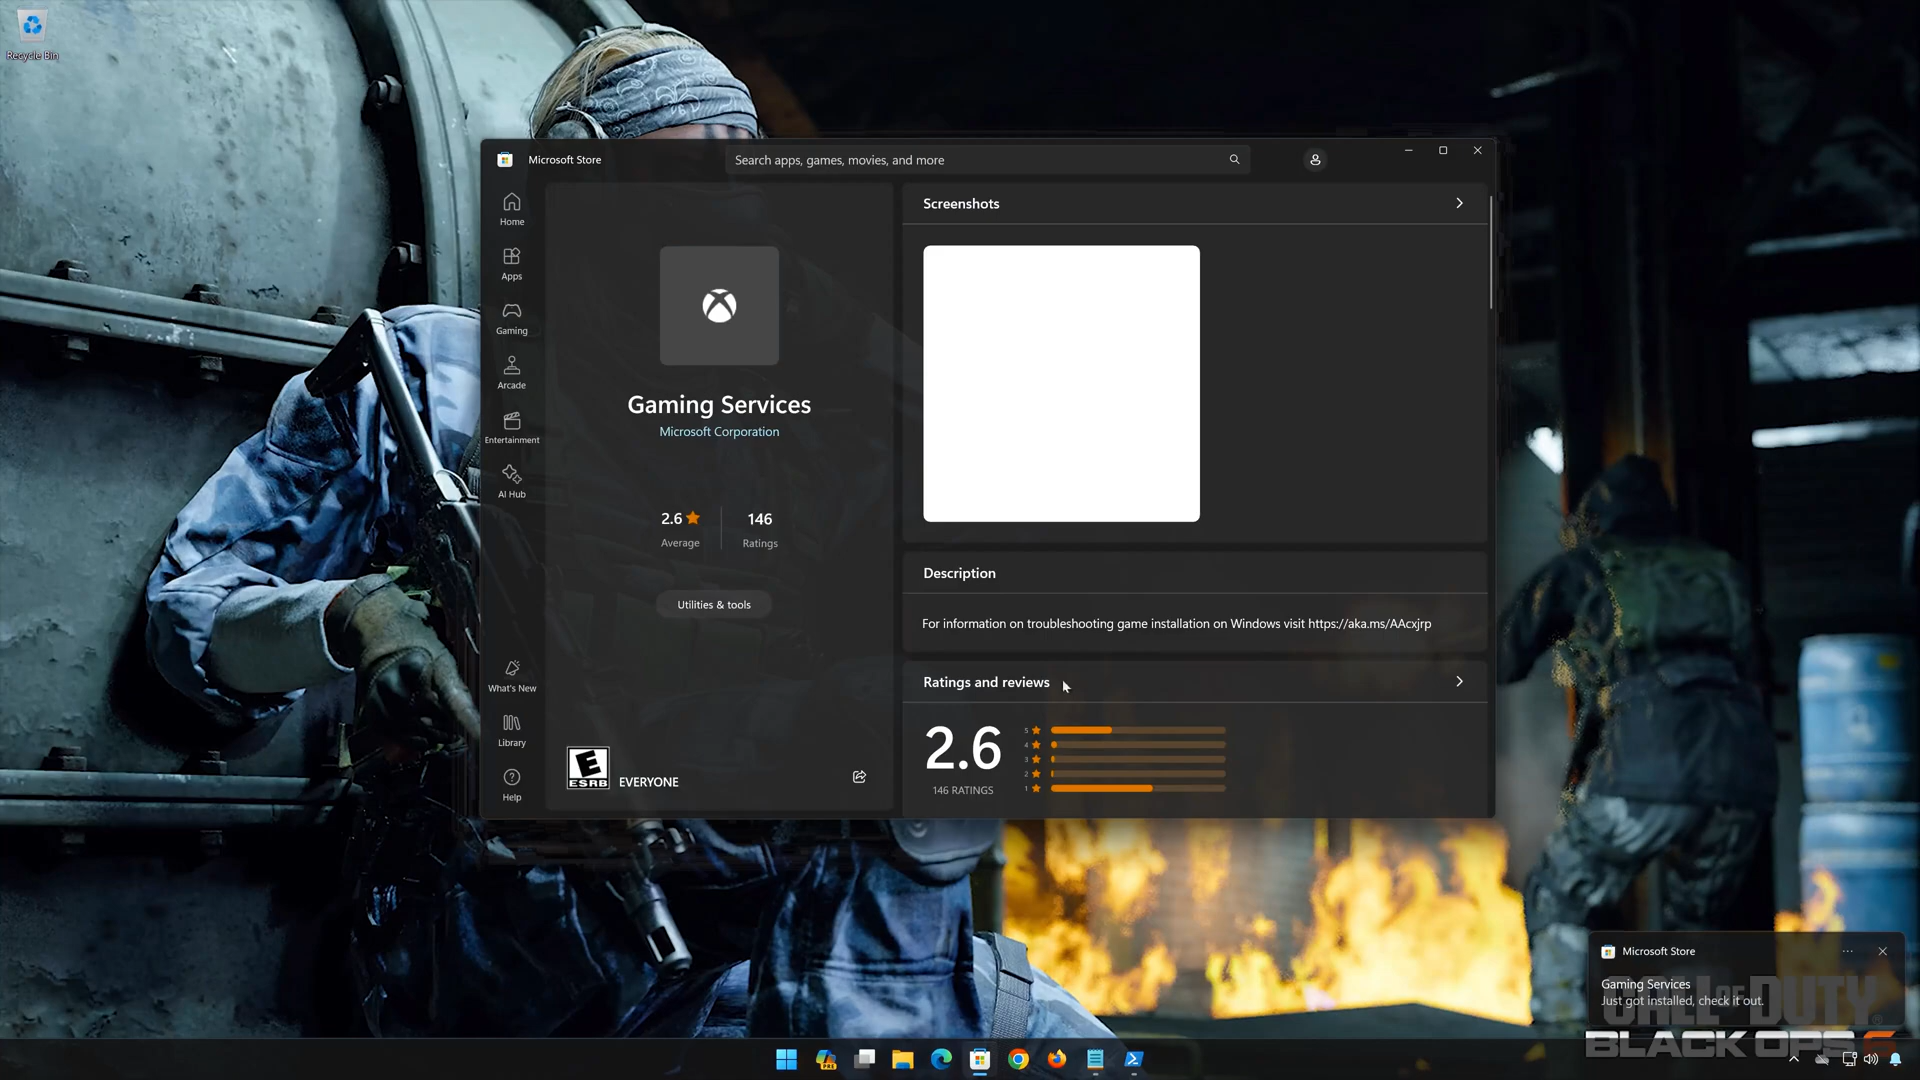 Recycle Bin
Microsoft Store
Search apps, games, movies, and more
Home
Apps
Gaming
Arcade
Entertainment
AI Hub
What's New
Library
Help
Gaming Services
Microsoft Corporation
2.6
Average
146
Ratings
Utilities & tools
E
ESRB
EVERYONE
Screenshots
Description
For information on troubleshooting game installation on Windows visit https://aka.ms/AAcxjrp
Ratings and reviews
2.6
146 RATINGS
5
4
3
2
1
Microsoft Store
Gaming Services
Just got installed, check it out.
CALL OF DUTY
BLACK OPS 6
PRE